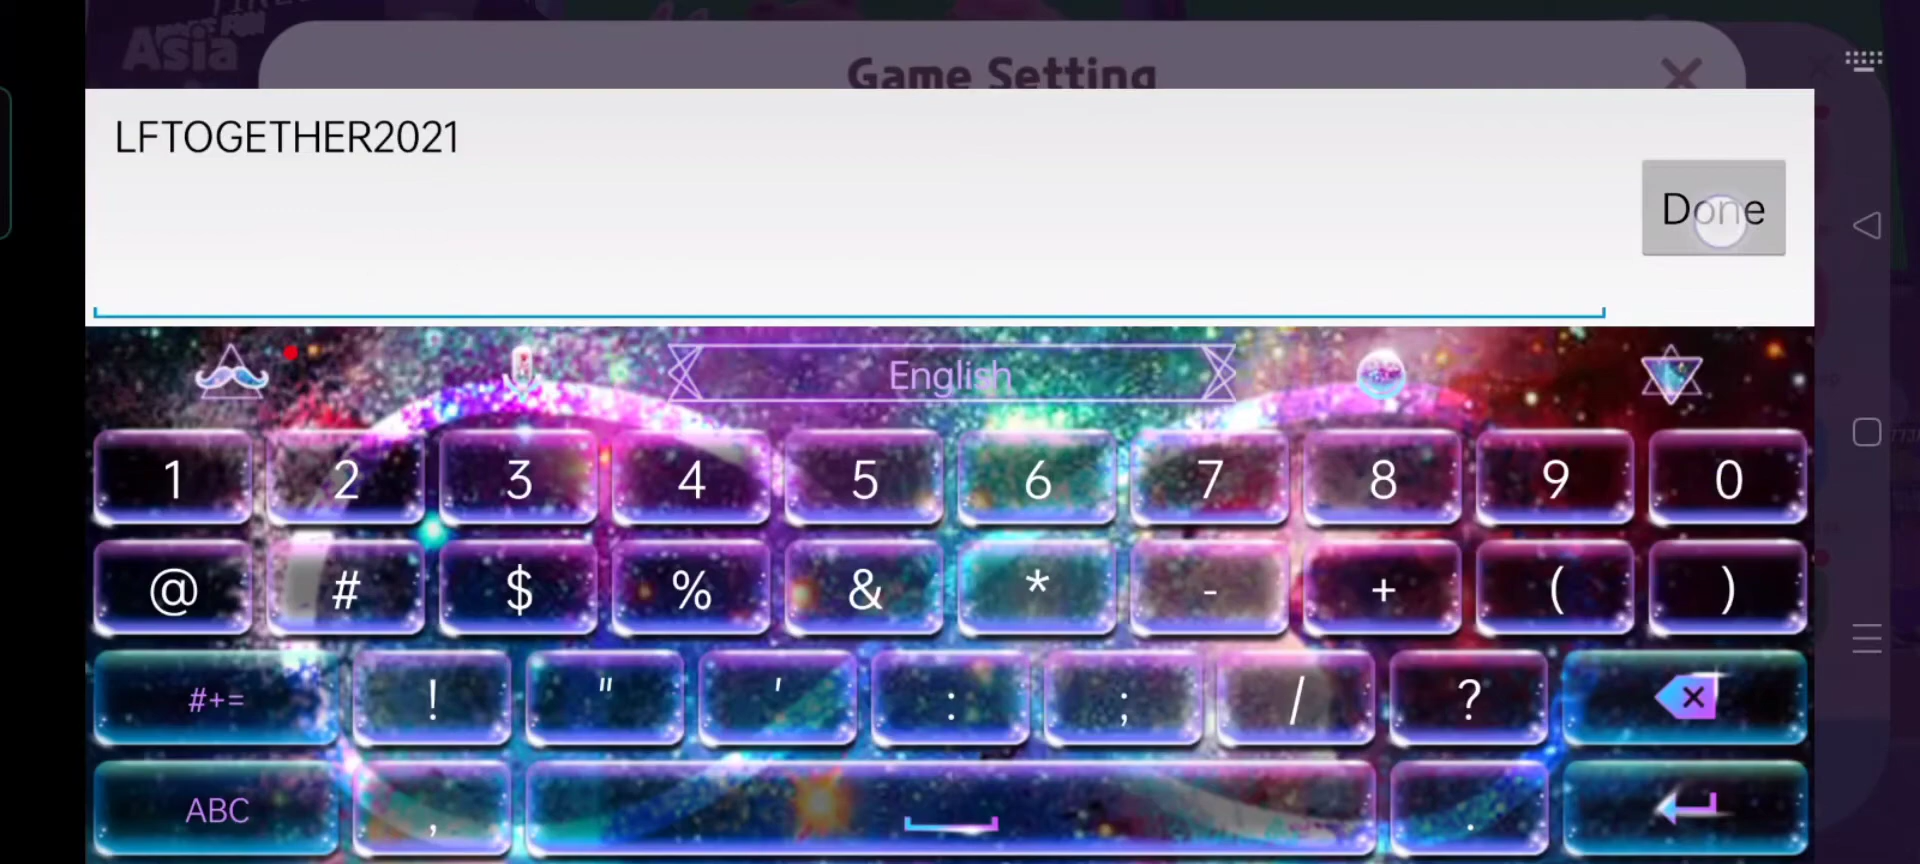 Asia
Game Setting
LFTOGETHER2021
Done
English
1 2 3 4 5 6 7 8 9 0
@ # $ % & * - + ( )
#+= ! " ' : ; / ?
ABC , .